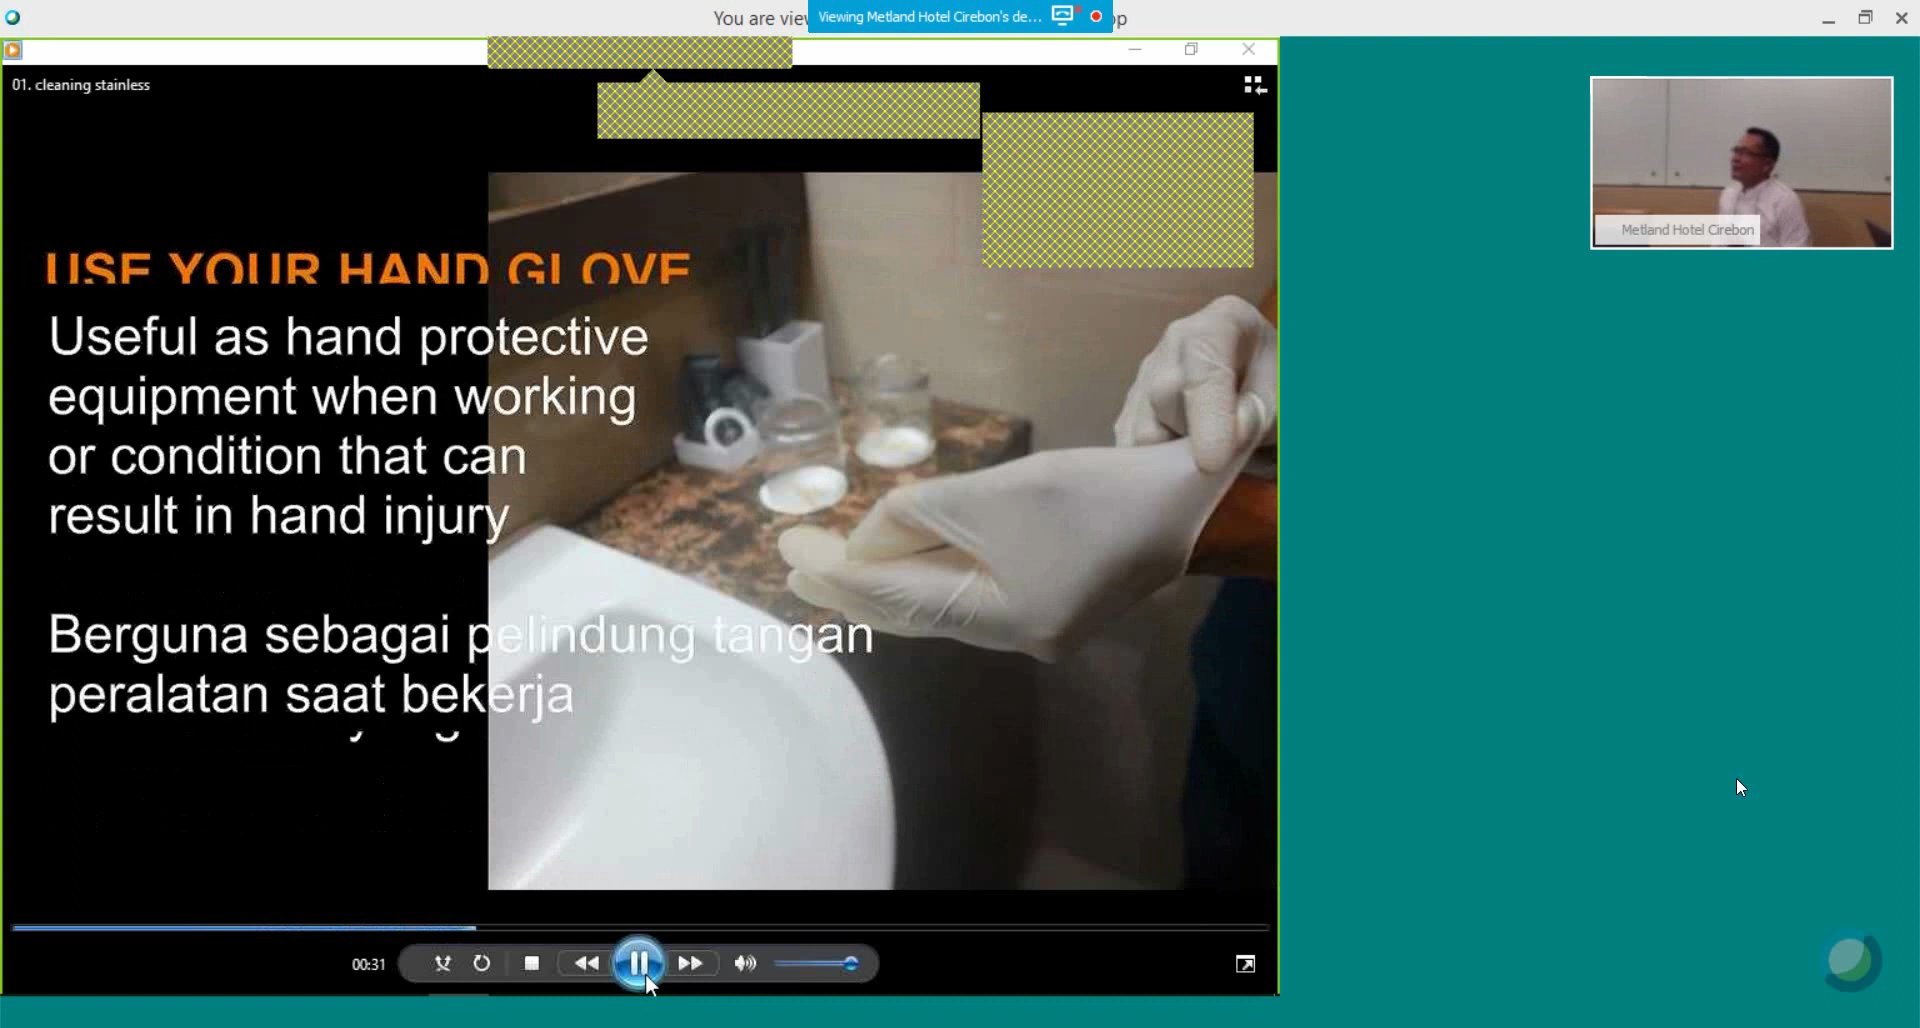 You are
Viewing Metland Hotel Cirebon's de...
01. cleaning stainless
Metland Hotel Cirebon
USE YOUR HAND GLOVE
Useful as hand protective
equipment when working
or condition that can
result in hand injury
Berguna sebagai pelindung tangan
peralatan saat bekerja
00:31